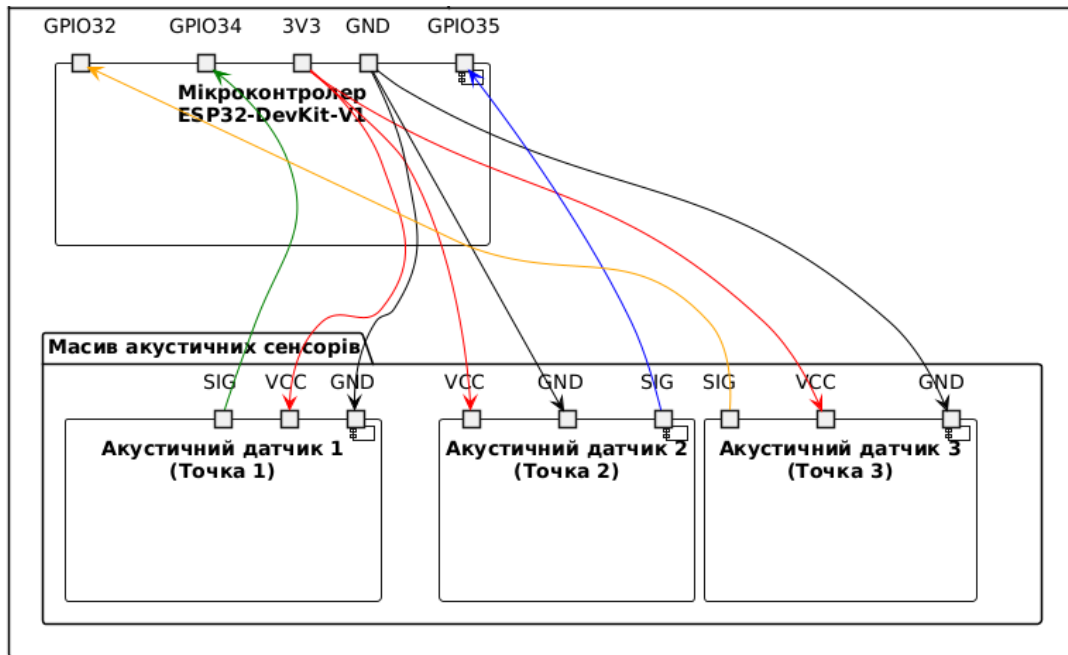 GPIO32 GPIO34 3V3 GND GPIO35
Мікроконтролер
ESP32-DevKit-V1
Масив акустичних сенсорів
SIG VCC GND VCC GND SIG SIG VCC GND
Акустичний датчик 1
(Точка 1)
Акустичний датчик 2
(Точка 2)
Акустичний датчик 3
(Точка 3)